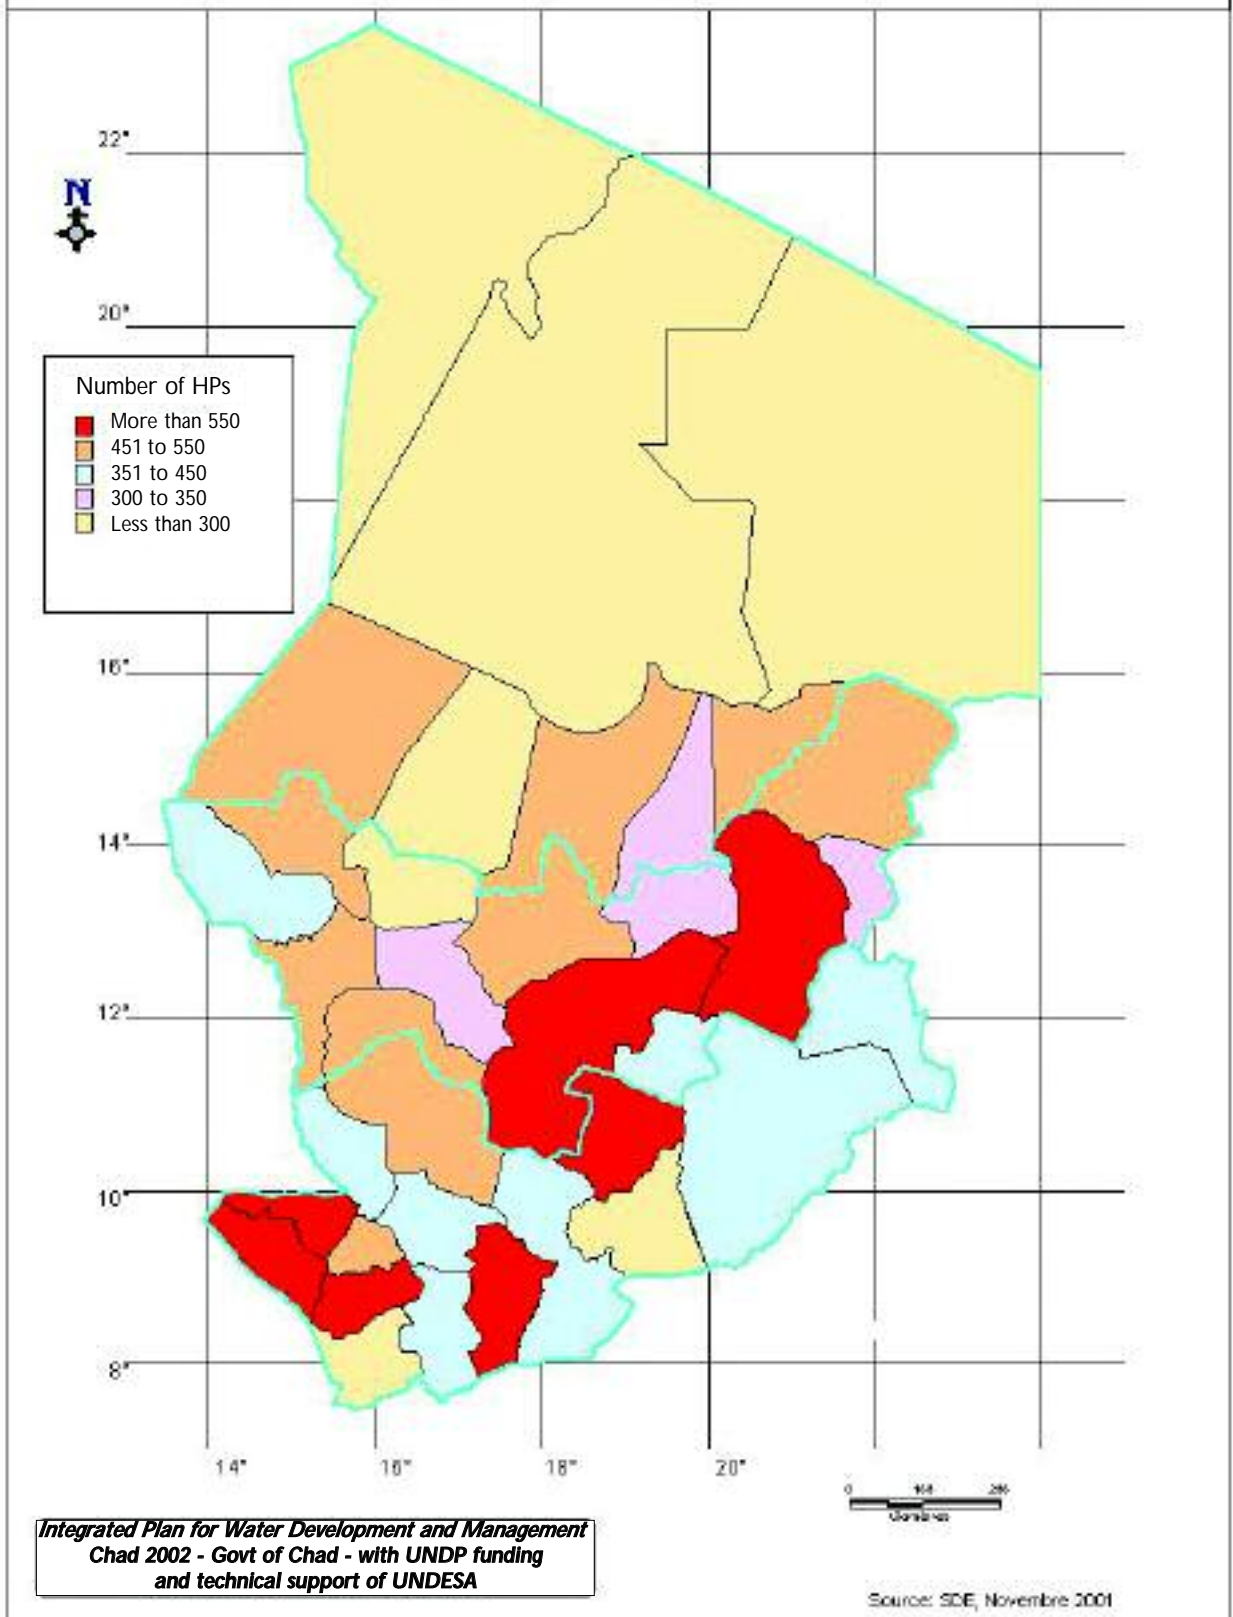 22°
N
20°
Number of HPs
More than 550
451 to 550
351 to 450
300 to 350
Less than 300
16°
14°
12°
10°
8°
14° 16° 18° 20°
0
Integrated Plan for Water Development and Management
Chad 2002 - Govt of Chad - with UNDP funding
and technical support of UNDESA
Source: SDE, Novembre 2001